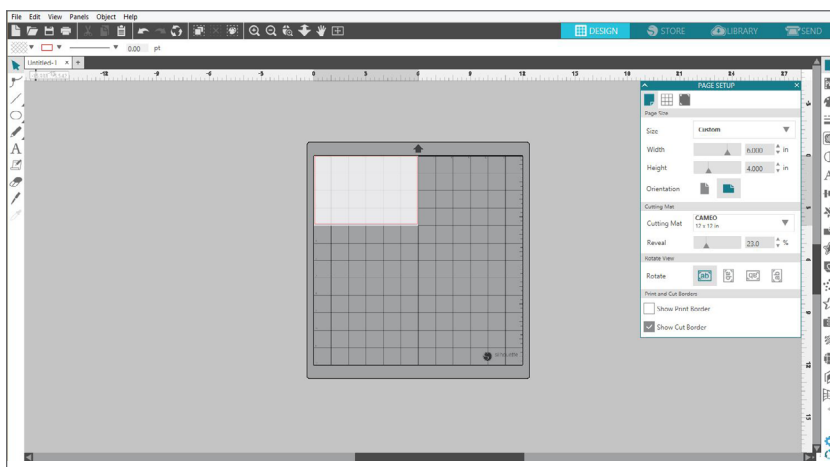 File Edit View Panels Object Help
DESIGN STORE LIBRARY SEND
0.00 pt
Untitled-1 × +
PAGE SETUP
Page Size
Size Custom
Width 6.000 in
Height 4.000 in
Orientation
Cutting Mat
Cutting Mat CAMEO
12 x 12 in
Reveal 23.0 %
Rotate View
Rotate
Print and Cut Borders
Show Print Border
Show Cut Border
silhouette